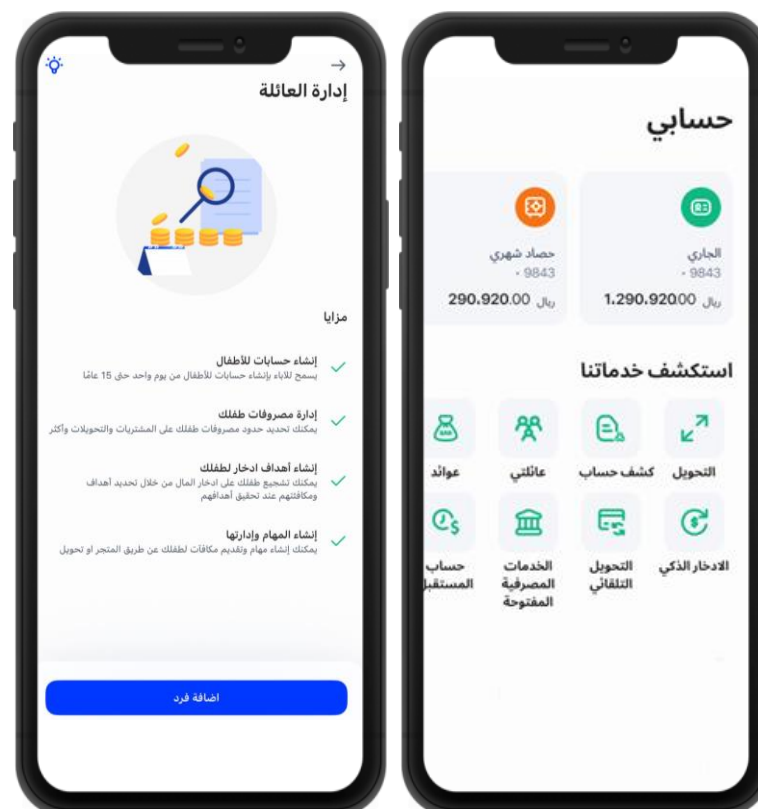 حسابي
الجاري
9843 •
ريال 1.290.920.00
حصاد شهري
9843 •
ريال 290.920.00
استكشف خدماتنا
التحويل
كشف حساب
عائلتي
عوائد
الادخار الذكي
التحويل
التلقائي
الخدمات
المصرفية
المفتوحة
حساب
المستقبل
إدارة العائلة
مزايا
إنشاء حسابات للأطفال
يسمح للاباء بإنشاء حسابات للأطفال من يوم واحد حتى 15 عامًا
إدارة مصروفات طفلك
يمكنك تحديد حدود مصروفات طفلك على المشتريات والتحويلات وأكثر
إنشاء أهداف ادخار لطفلك
يمكنك تشجيع طفلك على ادخار المال من خلال تحديد أهداف
ومكافئتهم عند تحقيق أهدافهم
إنشاء المهام وإدارتها
يمكنك إنشاء مهام وتقديم مكافآت لطفلك عن طريق المتجر او تحويل
اضافة فرد